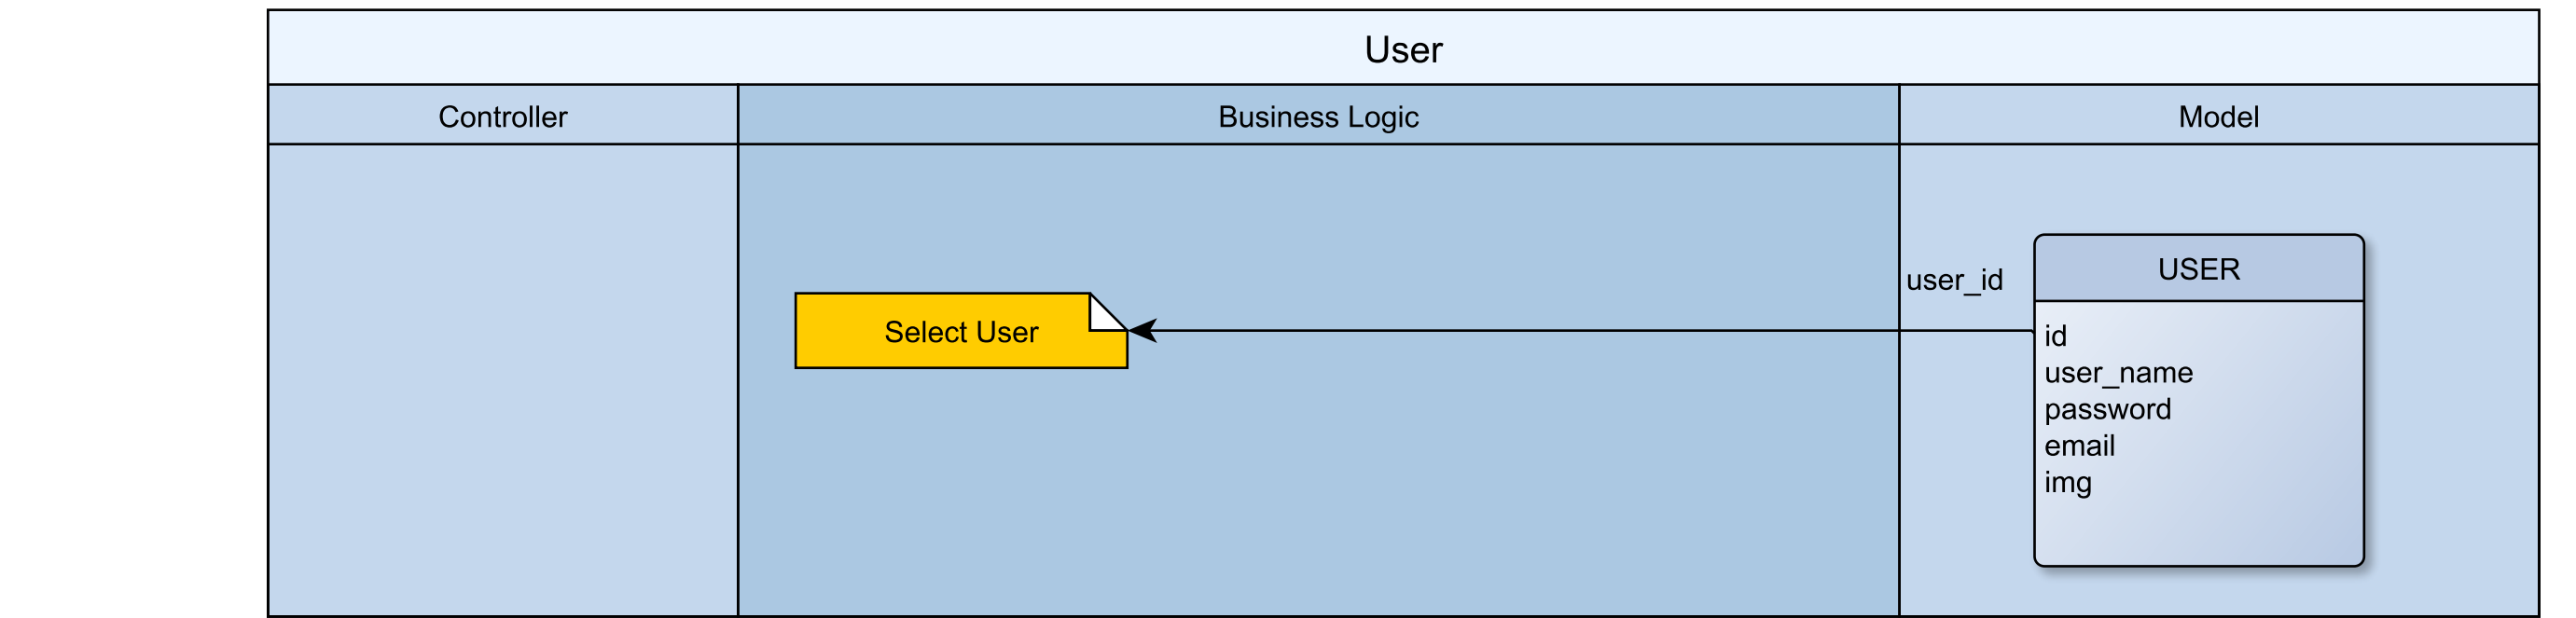 User
Controller
Business Logic
Model
user_id
USER
Select User
id
user_name
password
email
img